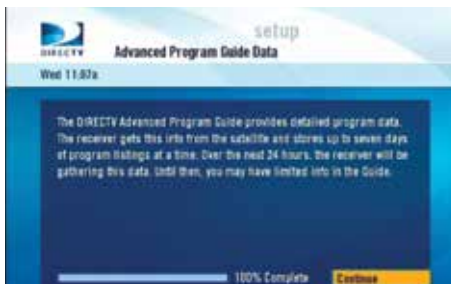 setup
DIRECTV
Advanced Program Guide Data
Wed 11:07a
The DIRECTV Advanced Program Guide provides detailed program data.
The receiver gets this info from the satellite and stores up to seven days
of program listings at a time. Over the next 24 hours, the receiver will be
gathering this data. Until then, you may have limited info in the Guide.
100% Complete
Continue